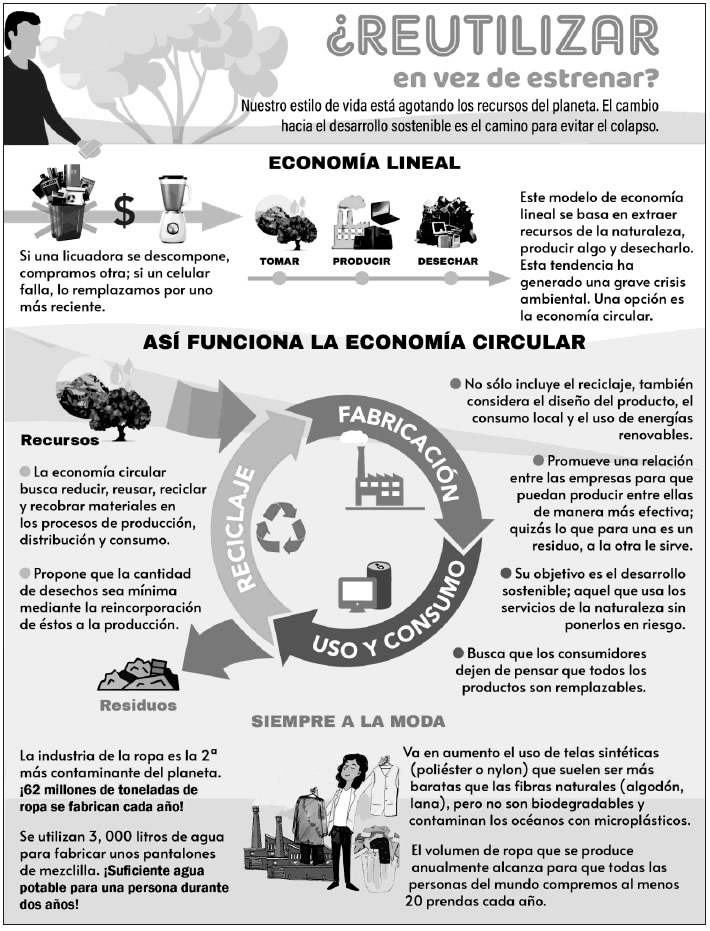 ¿REUTILIZAR
en vez de estrenar?
Nuestro estilo de vida está agotando los recursos del planeta. El cambio
hacia el desarrollo sostenible es el camino para evitar el colapso.
ECONOMÍA LINEAL
$
Si una licuadora se descompone,
compramos otra; si un celular
falla, lo remplazamos por uno
más reciente.
TOMAR
PRODUCIR
DESECHAR
Este modelo de economía
lineal se basa en extraer
recursos de la naturaleza,
producir algo y desecharlo.
Esta tendencia ha
generado una grave crisis
ambiental. Una opción es
la economía circular.
ASÍ FUNCIONA LA ECONOMÍA CIRCULAR
Recursos
La economía circular
busca reducir, reusar, reciclar
y recobrar materiales en
los procesos de producción,
distribución y consumo.
Propone que la cantidad
de desechos sea mínima
mediante la reincorporación
de éstos a la producción.
FABRICACIÓN
USO Y CONSUMO
RECICLAJE
Residuos
No sólo incluye el reciclaje, también
considera el diseño del producto, el
consumo local y el uso de energías
renovables.
Promueve una relación
entre las empresas para que
puedan producir entre ellas
de manera más efectiva;
quizás lo que para una es un
residuo, a la otra le sirve.
Su objetivo es el desarrollo
sostenible; aquel que usa los
servicios de la naturaleza sin
ponerlos en riesgo.
Busca que los consumidores
dejen de pensar que todos los
productos son remplazables.
SIEMPRE A LA MODA
La industria de la ropa es la 2ª
más contaminante del planeta.
¡62 millones de toneladas de
ropa se fabrican cada año!
Se utilizan 3, 000 litros de agua
para fabricar unos pantalones
de mezclilla. ¡Suficiente agua
potable para una persona durante
dos años!
Va en aumento el uso de telas sintéticas
(poliéster o nylon) que suelen ser más
baratas que las fibras naturales (algodón,
lana), pero no son biodegradables y
contaminan los océanos con microplásticos.
El volumen de ropa que se produce
anualmente alcanza para que todas las
personas del mundo compremos al menos
20 prendas cada año.